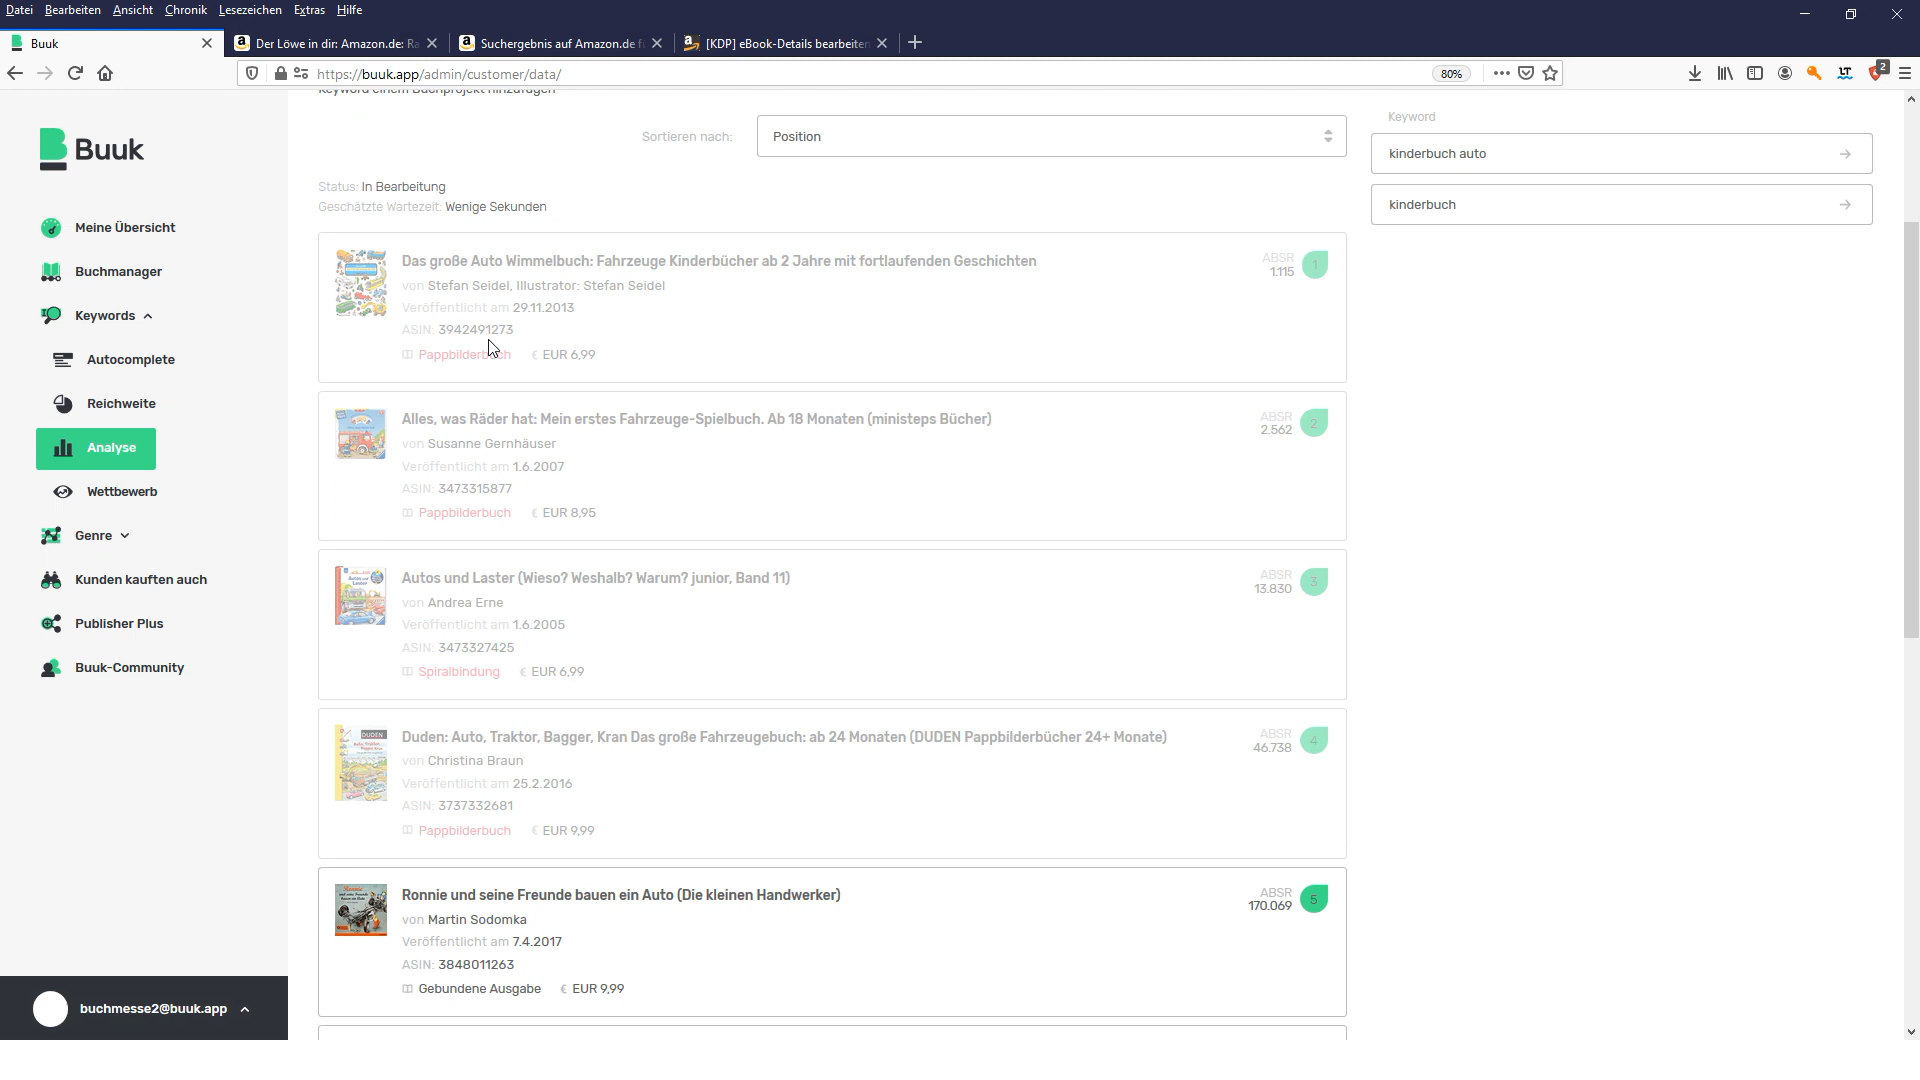 Datei Bearbeiten Ansicht Chronik Lesezeichen Extras Hilfe
Buuk
Der Löwe in dir: Amazon.de: Ra
Suchergebnis auf Amazon.de f
[KDP] eBook-Details bearbeiten
https://buuk.app/admin/customer/data/
80%
2
Keyword einem Buchprojekt hinzufügen
Buuk
Meine Übersicht
Buchmanager
Keywords
Autocomplete
Reichweite
Analyse
Wettbewerb
Genre
Kunden kauften auch
Publisher Plus
Buuk-Community
buchmesse2@buuk.app
Sortieren nach: Position
Status: In Bearbeitung
Geschätzte Wartezeit: Wenige Sekunden
Das große Auto Wimmelbuch: Fahrzeuge Kinderbücher ab 2 Jahre mit fortlaufenden Geschichten
von Stefan Seidel, Illustrator: Stefan Seidel
Veröffentlicht am 29.11.2013
ASIN: 3942491273
Pappbilderbuch € EUR 6,99
ABSR
1.115
1
Alles, was Räder hat: Mein erstes Fahrzeuge-Spielbuch. Ab 18 Monaten (ministeps Bücher)
von Susanne Gernhäuser
Veröffentlicht am 1.6.2007
ASIN: 3473315877
Pappbilderbuch € EUR 8,95
ABSR
2.562
2
Autos und Laster (Wieso? Weshalb? Warum? junior, Band 11)
von Andrea Erne
Veröffentlicht am 1.6.2005
ASIN: 3473327425
Spiralbindung € EUR 6,99
ABSR
13.830
3
Duden: Auto, Traktor, Bagger, Kran Das große Fahrzeugebuch: ab 24 Monaten (DUDEN Pappbilderbücher 24+ Monate)
von Christina Braun
Veröffentlicht am 25.2.2016
ASIN: 3737332681
Pappbilderbuch € EUR 9,99
ABSR
46.738
4
Ronnie und seine Freunde bauen ein Auto (Die kleinen Handwerker)
von Martin Sodomka
Veröffentlicht am 7.4.2017
ASIN: 3848011263
Gebundene Ausgabe € EUR 9,99
ABSR
170.069
5
Keyword
kinderbuch auto
kinderbuch